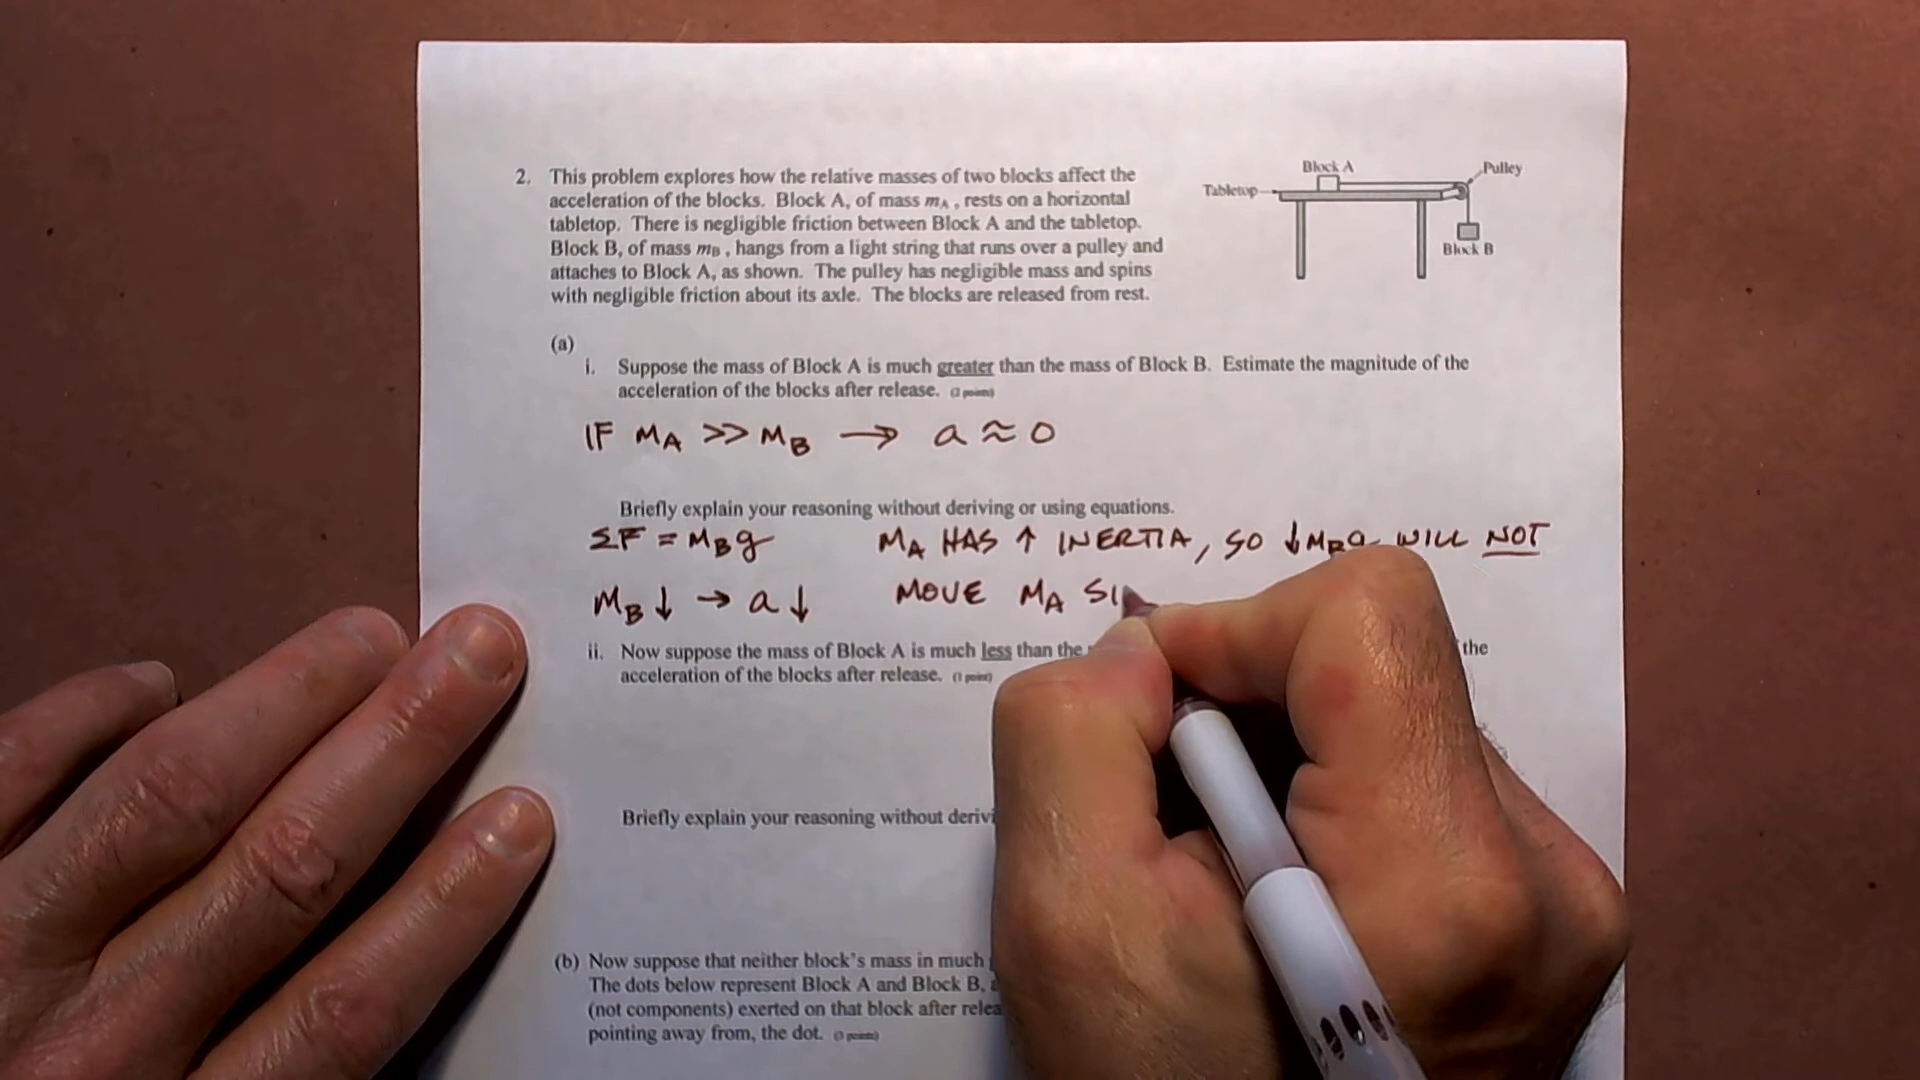 2. This problem explores how the relative masses of two blocks affect the
acceleration of the blocks. Block A, of mass mA , rests on a horizontal
tabletop. There is negligible friction between Block A and the tabletop.
Block B, of mass mB , hangs from a light string that runs over a pulley and
attaches to Block A, as shown. The pulley has negligible mass and spins
with negligible friction about its axle. The blocks are released from rest.
Block A
Pulley
Tabletop
Block B
(a)
i. Suppose the mass of Block A is much greater than the mass of Block B. Estimate the magnitude of the
acceleration of the blocks after release. (2 points)
IF MA >> MB → a ≈ 0
Briefly explain your reasoning without deriving or using equations.
ΣF = MBg MA HAS ↑ INERTIA, SO ↓MBg WILL NOT
MB↓ → a↓ MOVE MA SI
ii. Now suppose the mass of Block A is much less than the the
acceleration of the blocks after release. (1 point)
Briefly explain your reasoning without
(b) Now suppose that neither block's mass in much
The dots below represent Block A and Block B,
(not components) exerted on that block after
pointing away from, the dot. (3 points)